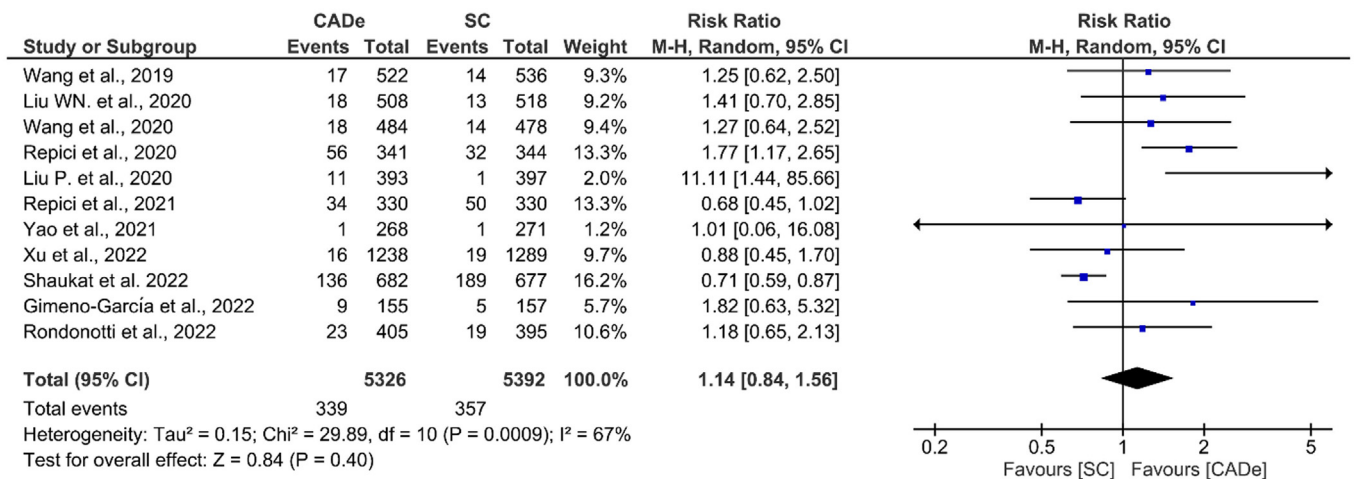 CADe SC Risk Ratio Risk Ratio
Study or Subgroup Events Total Events Total Weight M-H, Random, 95% CI M-H, Random, 95% CI
Wang et al., 2019 17 522 14 536 9.3% 1.25 [0.62, 2.50]
Liu WN. et al., 2020 18 508 13 518 9.2% 1.41 [0.70, 2.85]
Wang et al., 2020 18 484 14 478 9.4% 1.27 [0.64, 2.52]
Repici et al., 2020 56 341 32 344 13.3% 1.77 [1.17, 2.65]
Liu P. et al., 2020 11 393 1 397 2.0% 11.11 [1.44, 85.66]
Repici et al., 2021 34 330 50 330 13.3% 0.68 [0.45, 1.02]
Yao et al., 2021 1 268 1 271 1.2% 1.01 [0.06, 16.08]
Xu et al., 2022 16 1238 19 1289 9.7% 0.88 [0.45, 1.70]
Shaukat et al. 2022 136 682 189 677 16.2% 0.71 [0.59, 0.87]
Gimeno-García et al., 2022 9 155 5 157 5.7% 1.82 [0.63, 5.32]
Rondonotti et al., 2022 23 405 19 395 10.6% 1.18 [0.65, 2.13]
Total (95% CI) 5326 5392 100.0% 1.14 [0.84, 1.56]
Total events 339 357
Heterogeneity: Tau² = 0.15; Chi² = 29.89, df = 10 (P = 0.0009); I² = 67%
Test for overall effect: Z = 0.84 (P = 0.40)
0.2 0.5 1 2 5
Favours [SC] Favours [CADe]